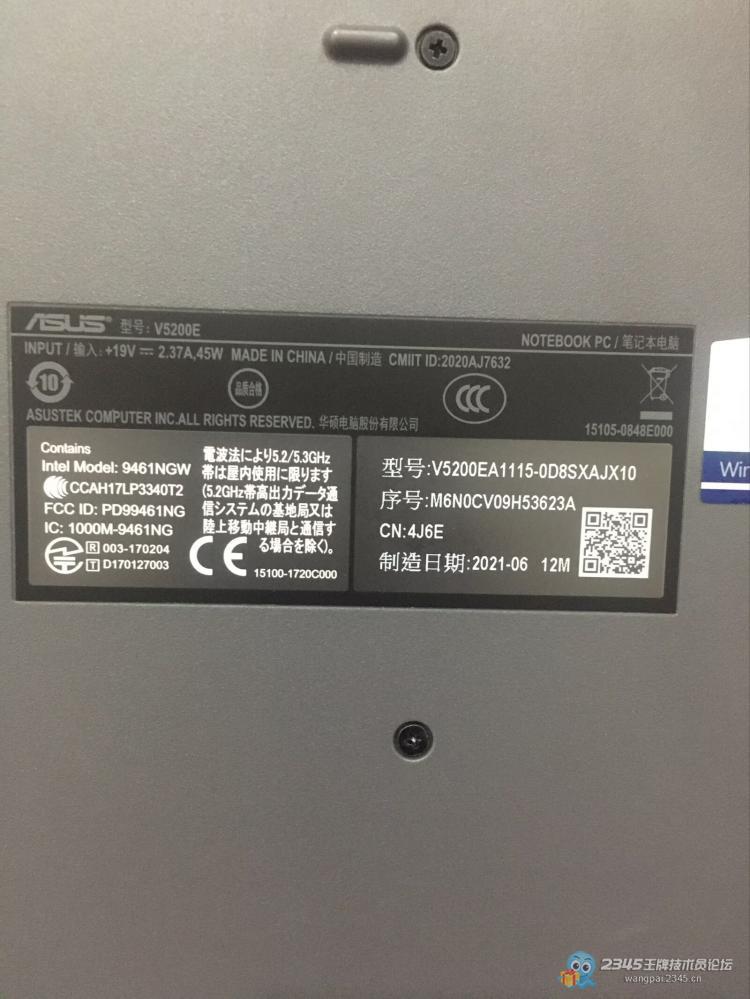 ASUS® 型号: V5200E
NOTEBOOK PC / 笔记本电脑
INPUT / 输入: +19V ⎓ 2.37A,45W MADE IN CHINA / 中国制造 CMIIT ID:2020AJ7632
10
品质合格
CCC
ASUSTEK COMPUTER INC.ALL RIGHTS RESERVED. 华硕电脑股份有限公司
15105-0848E000
Contains
Intel Model: 9461NGW
CCAH17LP3340T2
FCC ID: PD99461NG
IC: 1000M-9461NG
R 003-170204
T D170127003
電波法により5.2/5.3GHz
帯は屋内使用に限ります
(5.2GHz帯高出力データ通
信システムの基地局又は
陸上移動中継局と通信す
る場合を除く)。
CE
15100-1720C000
型号:V5200EA1115-0D8SXAJX10
序号:M6N0CV09H53623A
CN:4J6E
制造日期:2021-06 12M
Win
2345王牌技术员论坛
wangpai.2345.cn